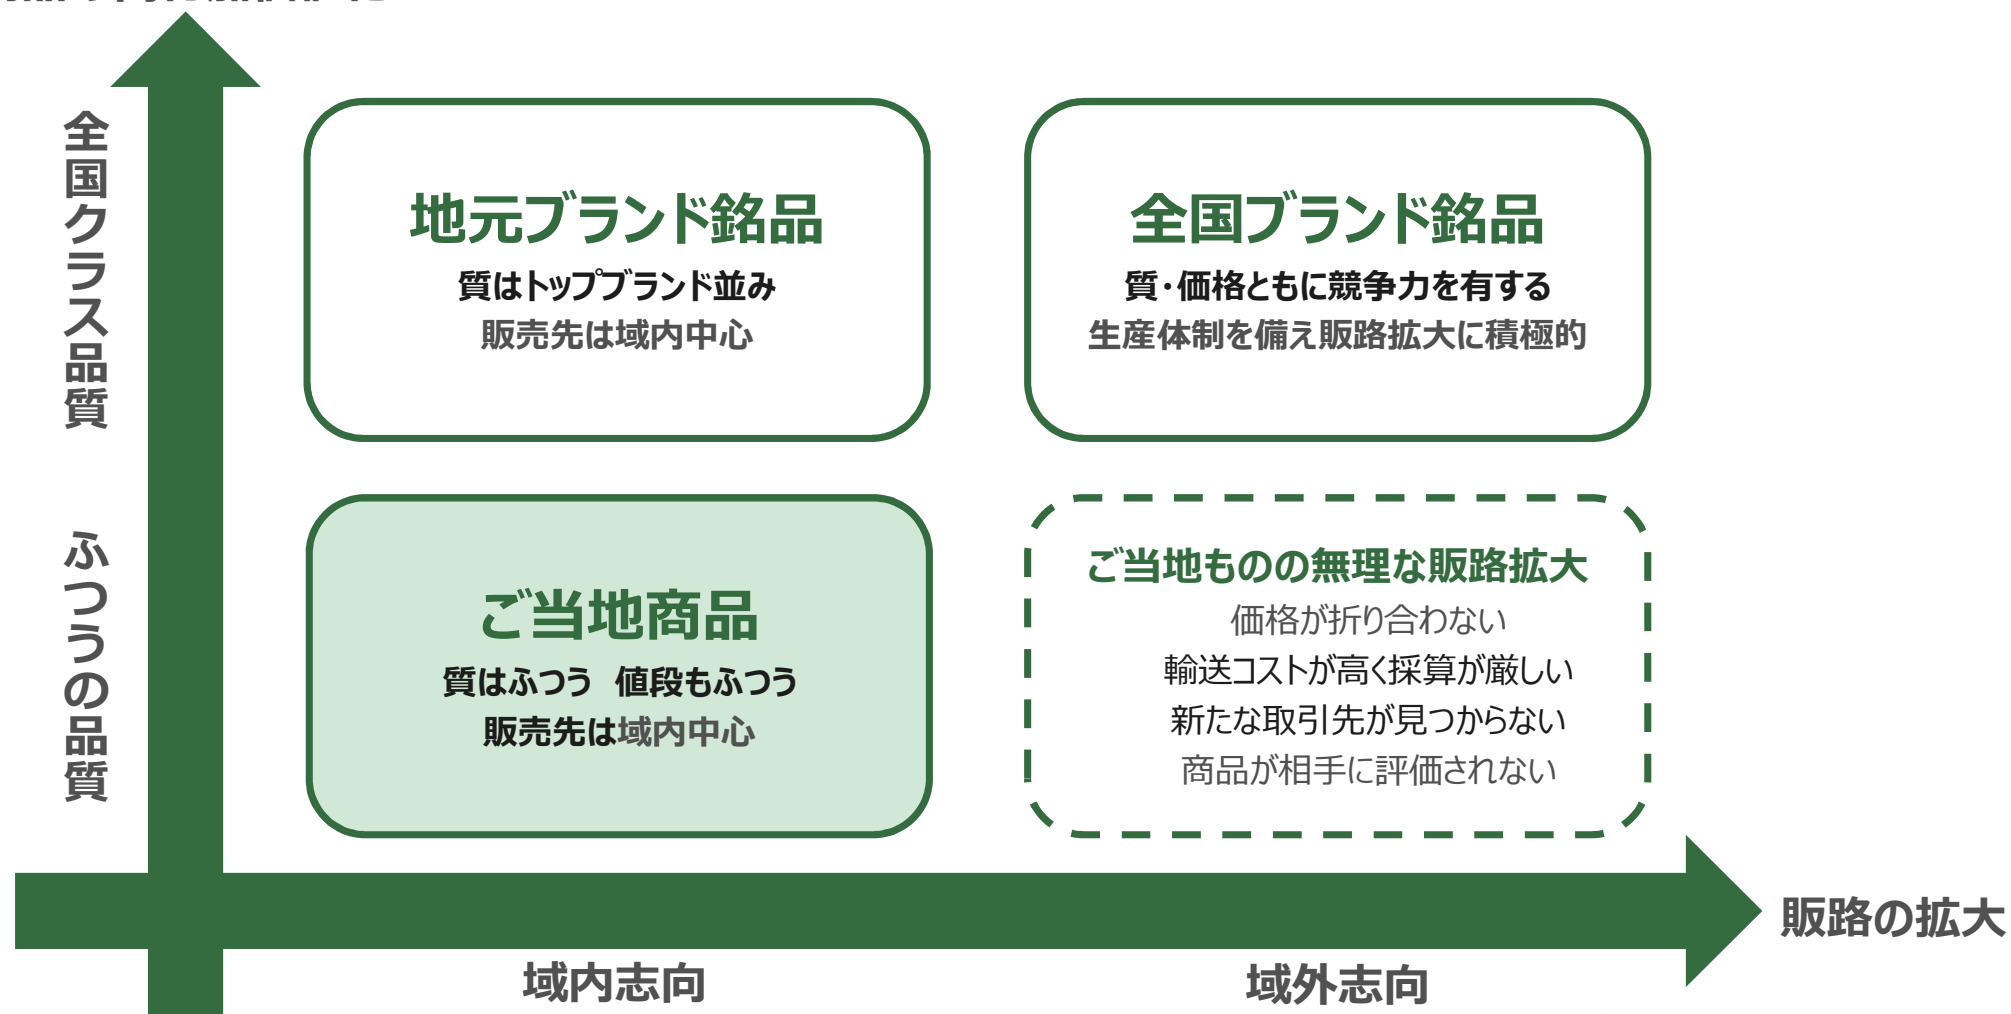 全国クラス品質
ふつうの品質
地元ブランド銘品
質はトップブランド並み
販売先は域内中心
全国ブランド銘品
質・価格ともに競争力を有する
生産体制を備え販路拡大に積極的
ご当地商品
質はふつう　値段もふつう
販売先は域内中心
ご当地ものの無理な販路拡大
価格が折り合わない
輸送コストが高く採算が厳しい
新たな取引先が見つからない
商品が相手に評価されない
販路の拡大
域内志向
域外志向